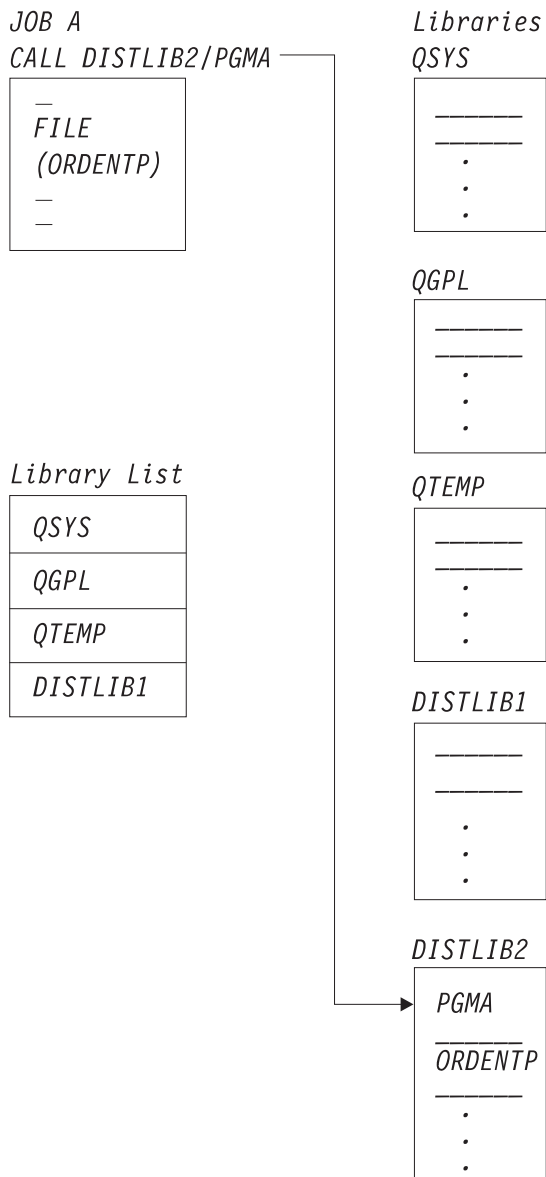 JOB A
CALL DISTLIB2/PGMA
FILE
(ORDENTP)
Library List
QSYS
QGPL
QTEMP
DISTLIB1
Libraries
QSYS
QGPL
QTEMP
DISTLIB1
DISTLIB2
PGMA
ORDENTP